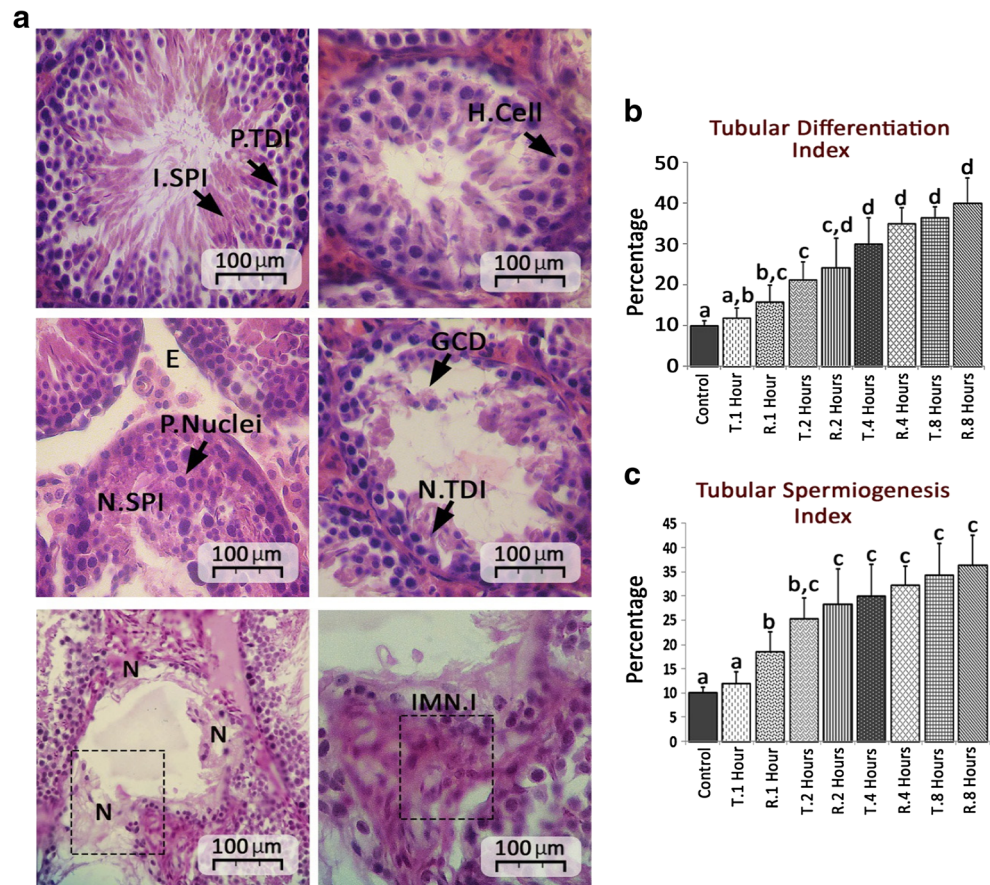 a
P.TDI
I.SPI
100 µm
H.Cell
100 µm
E
P.Nuclei
N.SPI
100 µm
GCD
N.TDI
100 µm
N
N
N
100 µm
IMN.I
100 µm
b
Tubular Differentiation
Index
Percentage
50
40
30
20
10
0
a
a,b
b,c
c
c,d
d
d
d
d
Control
T.1 Hour
R.1 Hour
T.2 Hours
R.2 Hours
T.4 Hours
R.4 Hours
T.8 Hours
R.8 Hours
c
Tubular Spermiogenesis
Index
Percentage
45
40
35
30
25
20
15
10
5
0
a
a
b
b,c
c
c
c
c
c
Control
T.1 Hour
R.1 Hour
T.2 Hours
R.2 Hours
T.4 Hours
R.4 Hours
T.8 Hours
R.8 Hours